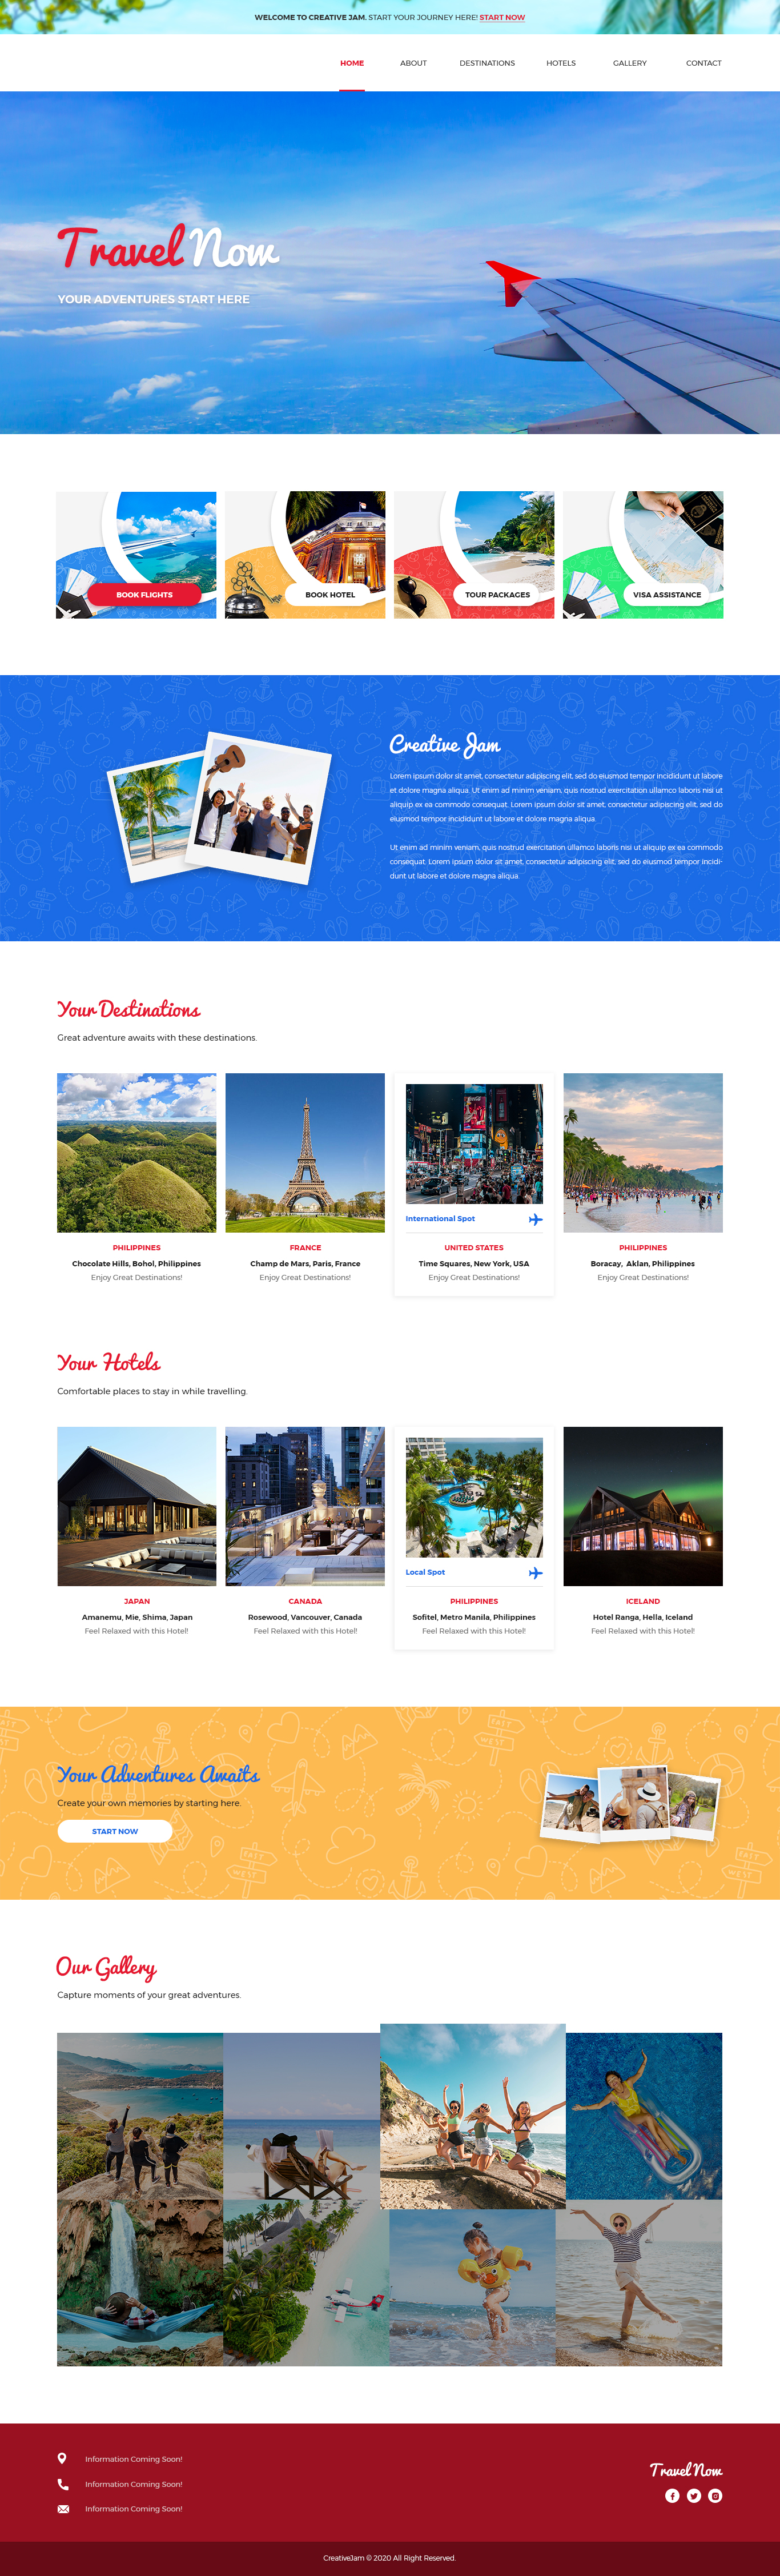 WELCOME TO CREATIVE JAM. START YOUR JOURNEY HERE! START NOW
HOME ABOUT DESTINATIONS HOTELS GALLERY CONTACT
Travel Now
YOUR ADVENTURES START HERE
BOOK FLIGHTS
BOOK HOTEL
TOUR PACKAGES
VISA ASSISTANCE
Creative Jam
Lorem ipsum dolor sit amet, consectetur adipiscing elit, sed do eiusmod tempor incididunt ut labore
et dolore magna aliqua. Ut enim ad minim veniam, quis nostrud exercitation ullamco laboris nisi ut
aliquip ex ea commodo consequat. Lorem ipsum dolor sit amet, consectetur adipiscing elit, sed do
eiusmod tempor incididunt ut labore et dolore magna aliqua.
Ut enim ad minim veniam, quis nostrud exercitation ullamco laboris nisi ut aliquip ex ea commodo
consequat. Lorem ipsum dolor sit amet, consectetur adipiscing elit, sed do eiusmod tempor incidi-
dunt ut labore et dolore magna aliqua.
Your Destinations
Great adventure awaits with these destinations.
PHILIPPINES
Chocolate Hills, Bohol, Philippines
Enjoy Great Destinations!
FRANCE
Champ de Mars, Paris, France
Enjoy Great Destinations!
International Spot
UNITED STATES
Time Squares, New York, USA
Enjoy Great Destinations!
PHILIPPINES
Boracay, Aklan, Philippines
Enjoy Great Destinations!
Your Hotels
Comfortable places to stay in while travelling.
JAPAN
Amanemu, Mie, Shima, Japan
Feel Relaxed with this Hotel!
CANADA
Rosewood, Vancouver, Canada
Feel Relaxed with this Hotel!
Local Spot
PHILIPPINES
Sofitel, Metro Manila, Philippines
Feel Relaxed with this Hotel!
ICELAND
Hotel Ranga, Hella, Iceland
Feel Relaxed with this Hotel!
EAST
WEST
Your Adventures Awaits
Create your own memories by starting here.
START NOW
EAST
WEST
Our Gallery
Capture moments of your great adventures.
Information Coming Soon!
Information Coming Soon!
Information Coming Soon!
Travel Now
CreativeJam © 2020 All Right Reserved.